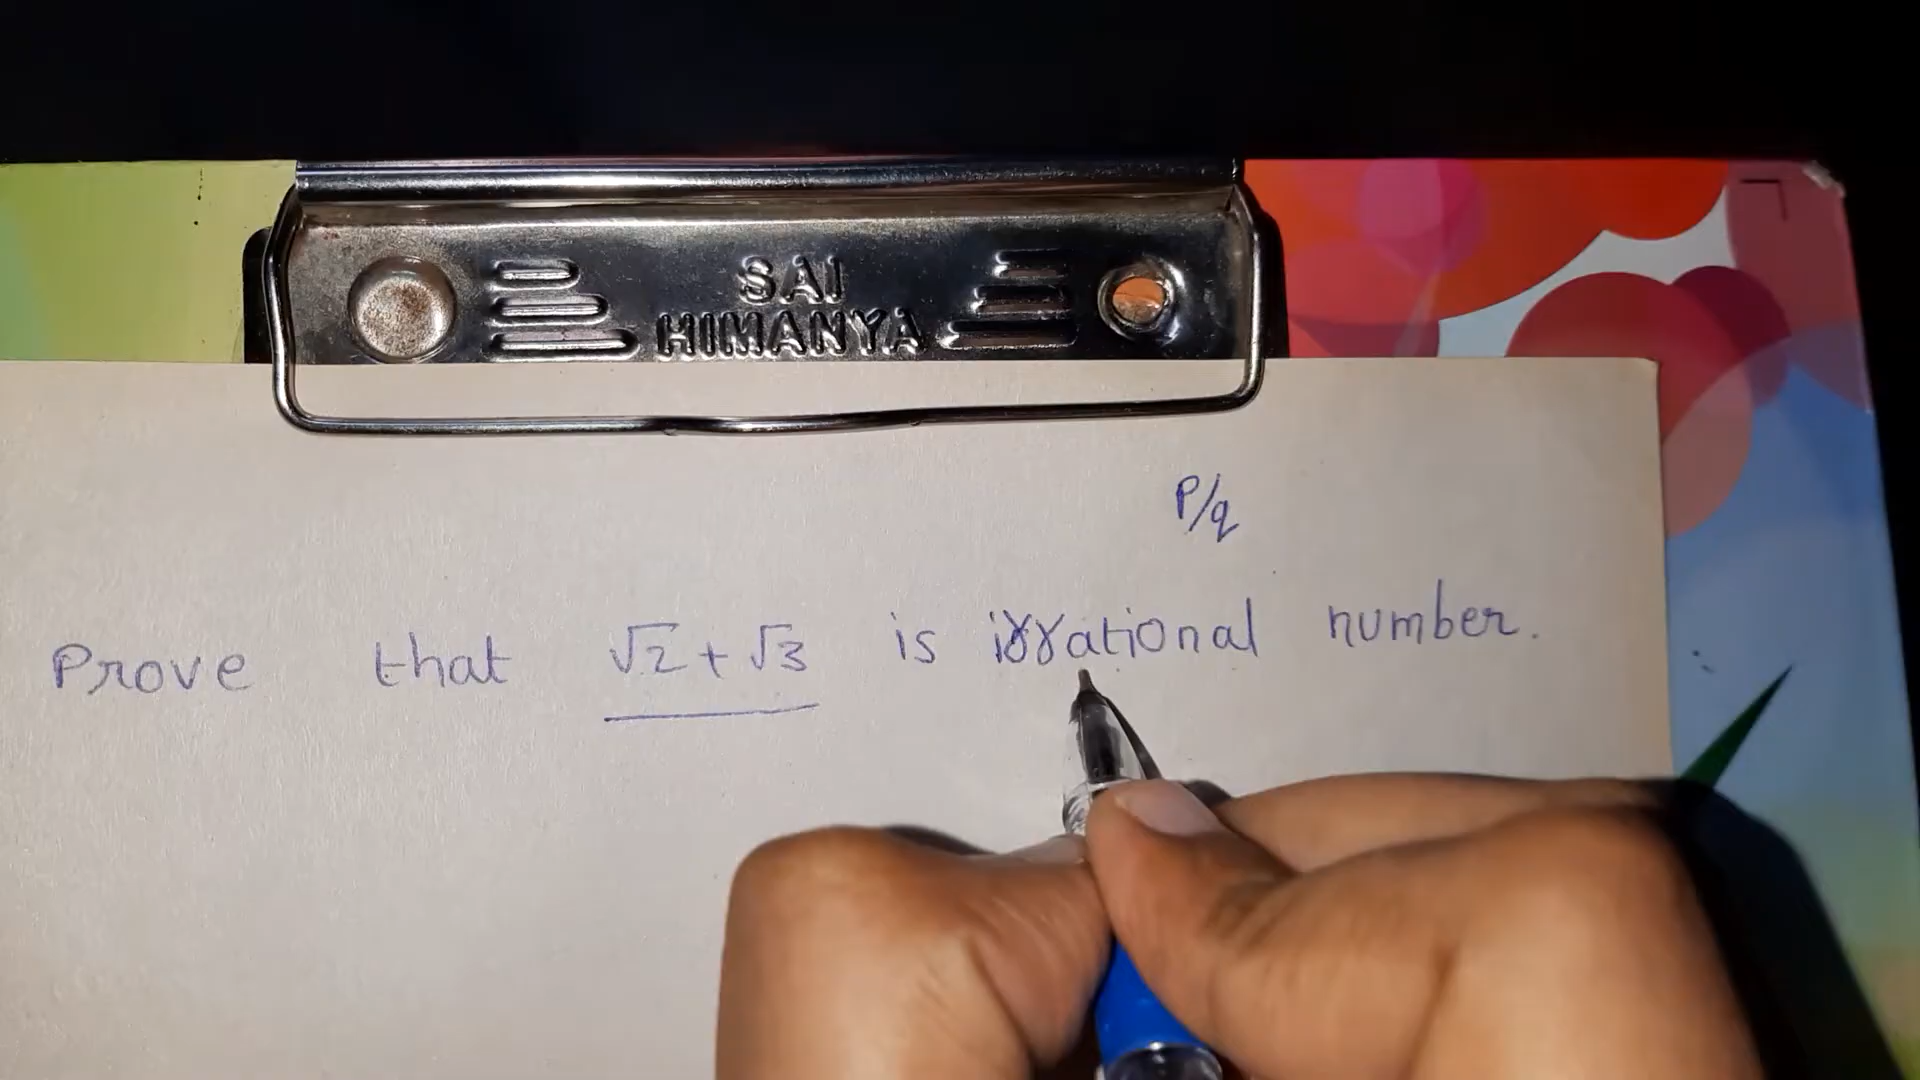 SAI
HIMANYA
P/q
Prove that √2 + √3 is irrational number.